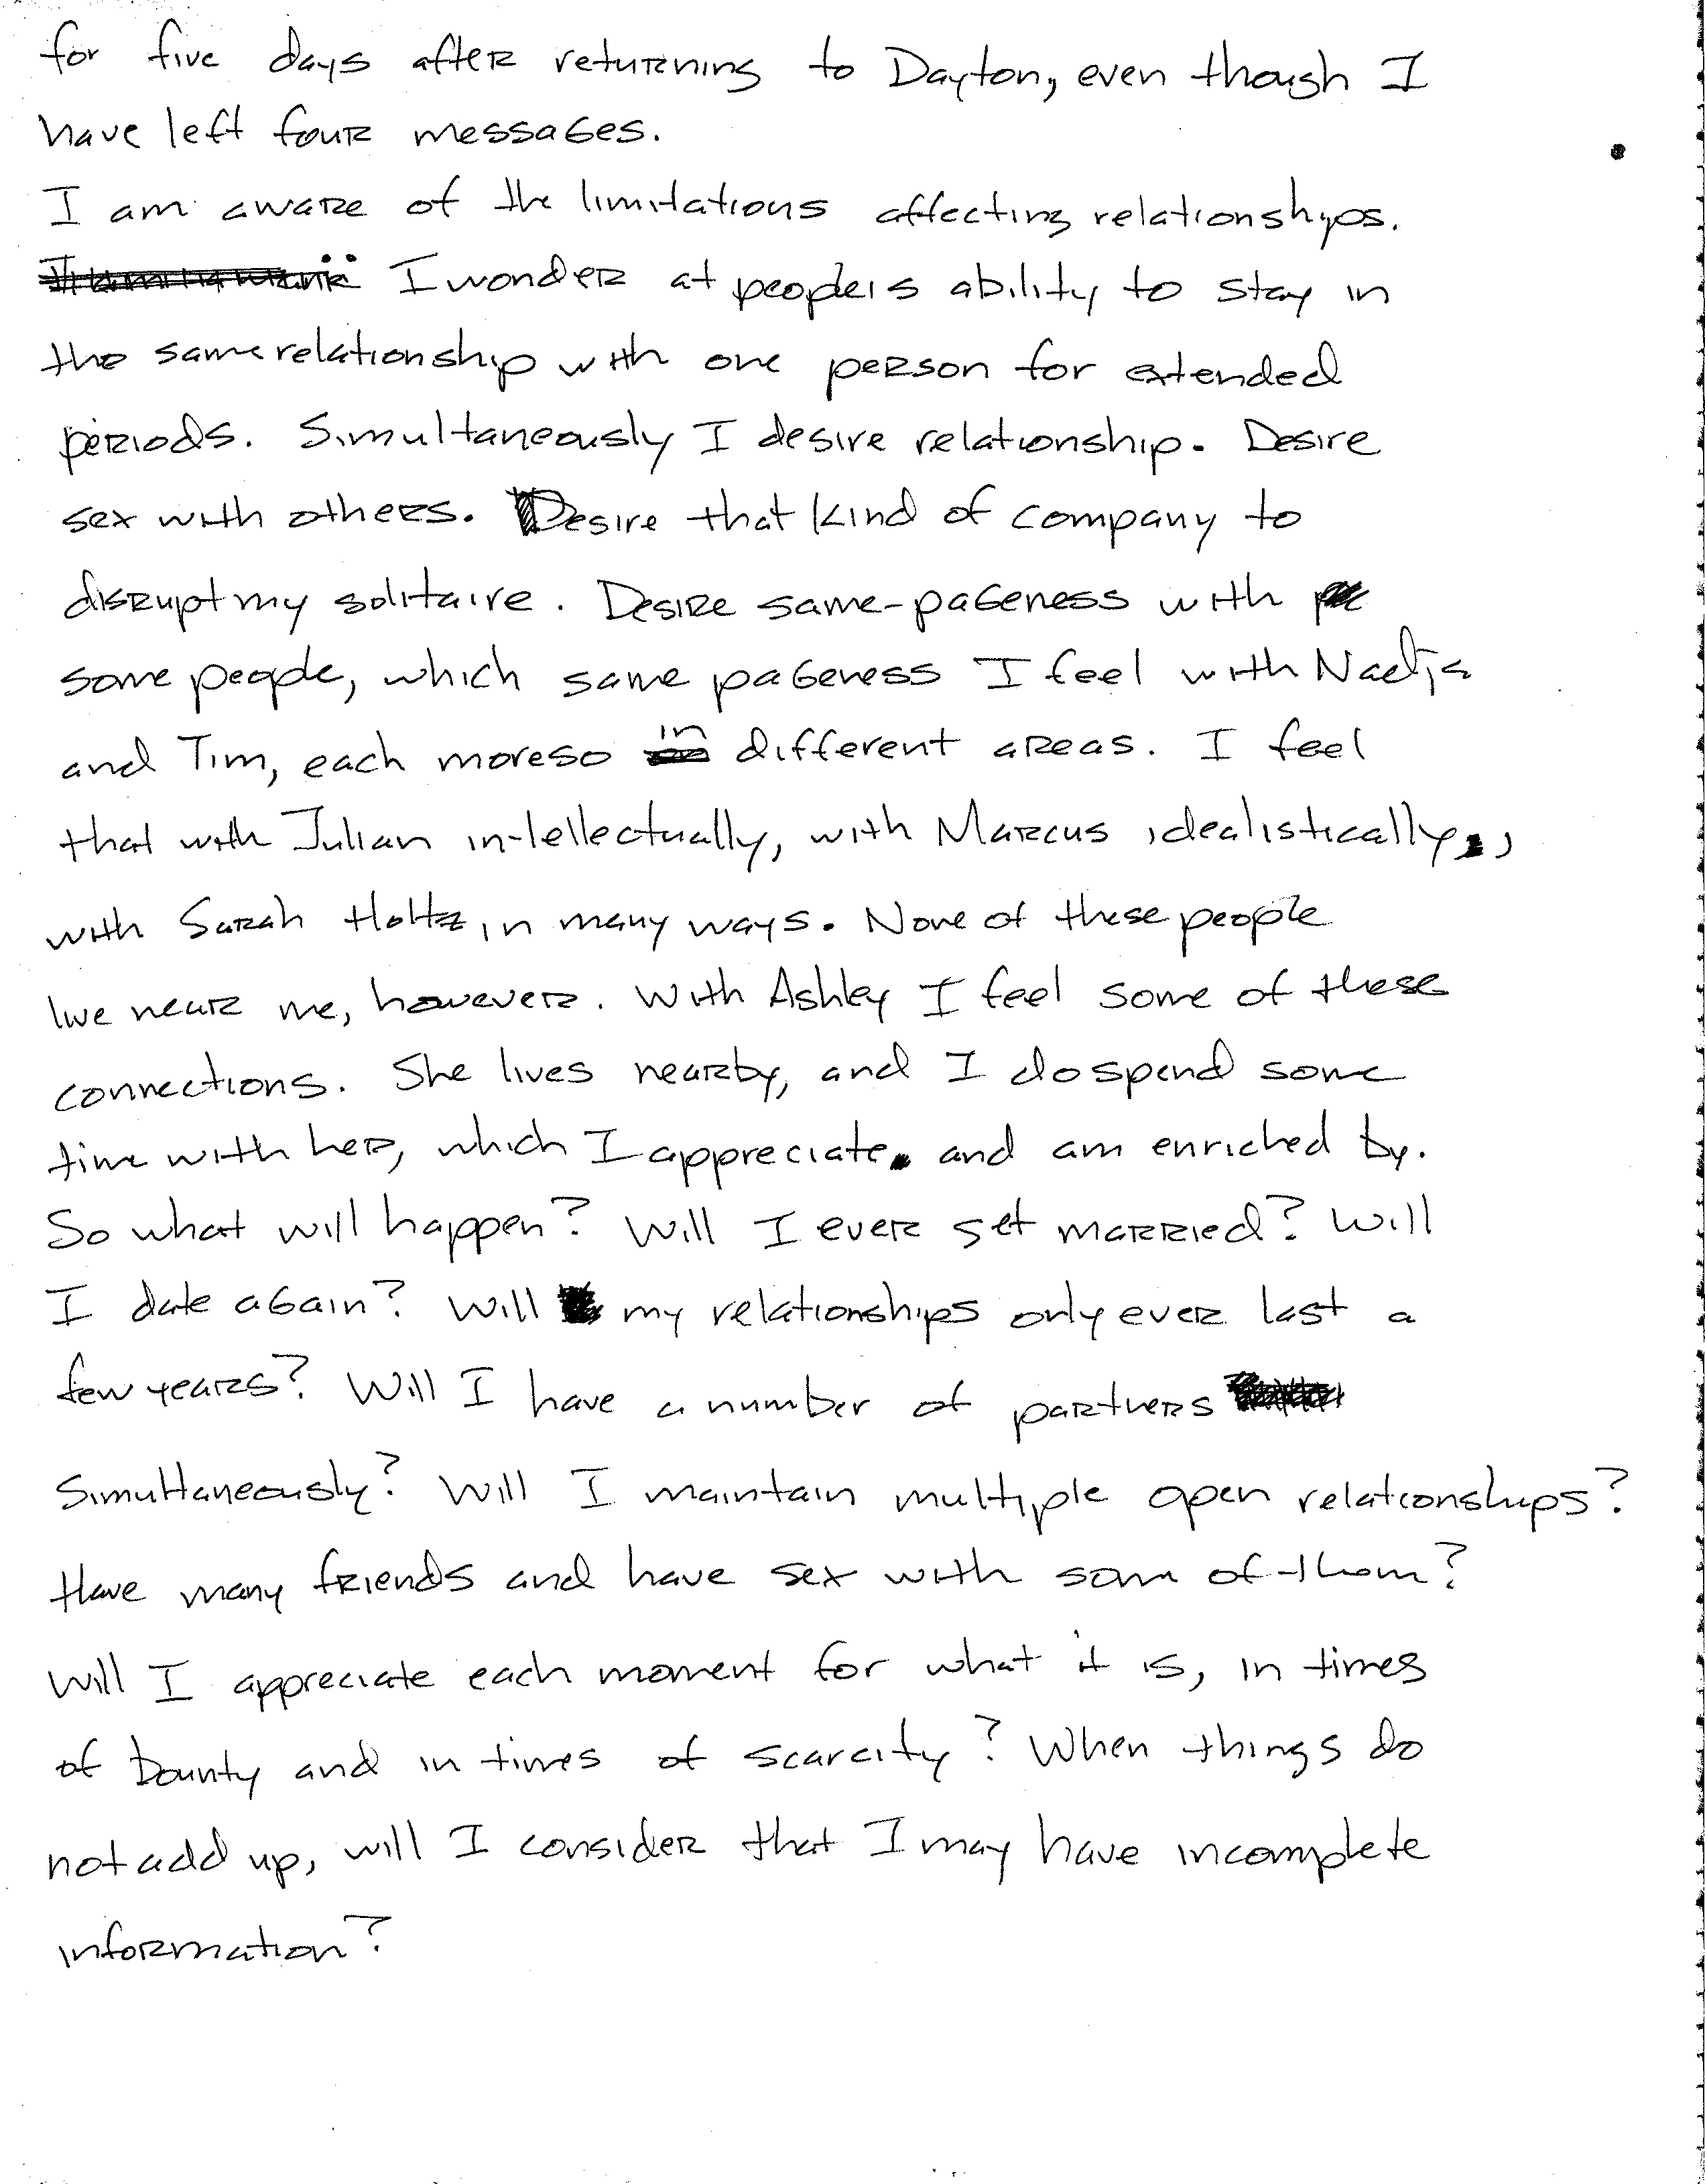 for five days after returning to Dayton, even though I
have left four messages.
I am aware of the limitations affecting relationships.
I wonder at people's ability to stay in
the same relationship with one person for extended
periods. Simultaneously I desire relationship. Desire
sex with others. Desire that kind of company to
disrupt my solitaire. Desire same-pageness with
some people, which same pageness I feel with Nadja
and Tim, each moreso in different areas. I feel
that with Julian intellectually, with Marcus idealistically,
with Sarah Holtz in many ways. None of these people
live near me, however. With Ashley I feel some of these
connections. She lives nearby, and I do spend some
time with her, which I appreciate and am enriched by.
So what will happen? Will I ever get married? Will
I date again? Will my relationships only ever last a
few years? Will I have a number of partners
simultaneously? Will I maintain multiple open relationships?
Have many friends and have sex with some of them?
Will I appreciate each moment for what it is, in times
of bounty and in times of scarcity? When things do
not add up, will I consider that I may have incomplete
information?